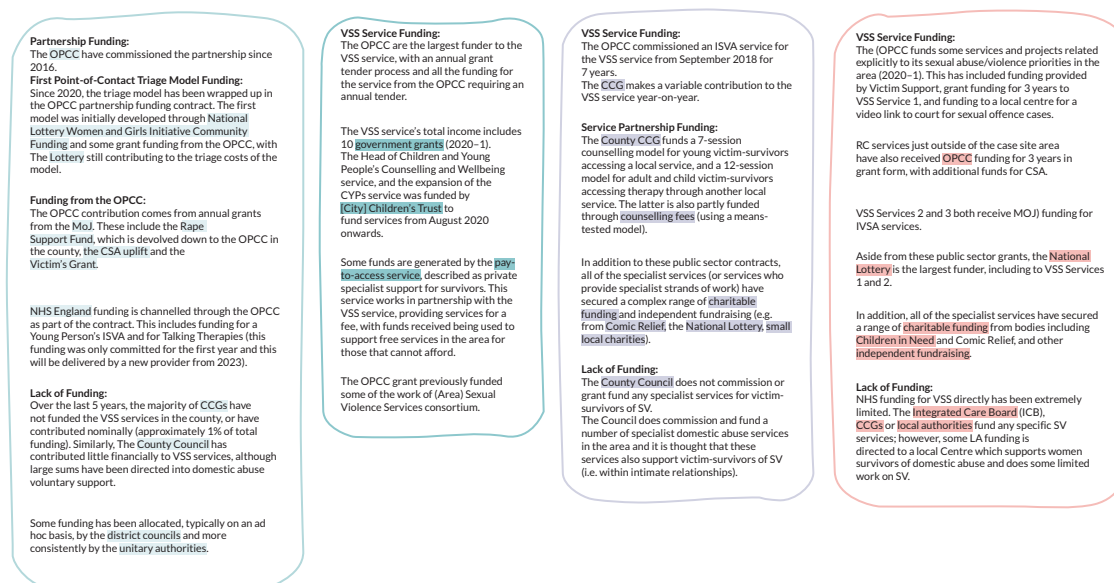 Partnership Funding:
The OPCC have commissioned the partnership since
2016.
First Point-of-Contact Triage Model Funding:
Since 2020, the triage model has been wrapped up in
the OPCC partnership funding contract. The first
model was initially developed through National
Lottery Women and Girls Initiative Community
Funding and some grant funding from the OPCC, with
The Lottery still contributing to the triage costs of the
model.
Funding from the OPCC:
The OPCC contribution comes from annual grants
from the MoJ. These include the Rape
Support Fund, which is devolved down to the OPCC in
the county, the CSA uplift and the
Victim's Grant.
NHS England funding is channelled through the OPCC
as part of the contract. This includes funding for a
Young Person's ISVA and for Talking Therapies (this
funding was only committed for the first year and this
will be delivered by a new provider from 2023).
Lack of Funding:
Over the last 5 years, the majority of CCGs have
not funded the VSS services in the county, or have
contributed nominally (approximately 1% of total
funding). Similarly, The County Council has
contributed little financially to VSS services, although
large sums have been directed into domestic abuse
voluntary support.
Some funding has been allocated, typically on an ad
hoc basis, by the district councils and more
consistently by the unitary authorities.
VSS Service Funding:
The OPCC are the largest funder to the
VSS service, with an annual grant
tender process and all the funding for
the service from the OPCC requiring an
annual tender.
The VSS service's total income includes
10 government grants (2020–1).
The Head of Children and Young
People's Counselling and Wellbeing
service, and the expansion of the
CYPs service was funded by
[City] Children's Trust to
fund services from August 2020
onwards.
Some funds are generated by the pay-
to-access service, described as private
specialist support for survivors. This
service works in partnership with the
VSS service, providing services for a
fee, with funds received being used to
support free services in the area for
those that cannot afford.
The OPCC grant previously funded
some of the work of (Area) Sexual
Violence Services consortium.
VSS Service Funding:
The OPCC commissioned an ISVA service for
the VSS service from September 2018 for
7 years.
The CCG makes a variable contribution to the
VSS service year-on-year.
Service Partnership Funding:
The County CCG funds a 7-session
counselling model for young victim-survivors
accessing a local service, and a 12-session
model for adult and child victim-survivors
accessing therapy through another local
service. The latter is also partly funded
through counselling fees (using a means-
tested model).
In addition to these public sector contracts,
all of the specialist services (or services who
provide specialist strands of work) have
secured a complex range of charitable
funding and independent fundraising (e.g.
from Comic Relief, the National Lottery, small
local charities).
Lack of Funding:
The County Council does not commission or
grant fund any specialist services for victim-
survivors of SV.
The Council does commission and fund a
number of specialist domestic abuse services
in the area and it is thought that these
services also support victim-survivors of SV
(i.e. within intimate relationships).
VSS Service Funding:
The (OPCC funds some services and projects related
explicitly to its sexual abuse/violence priorities in the
area (2020–1). This has included funding provided
by Victim Support, grant funding for 3 years to
VSS Service 1, and funding to a local centre for a
video link to court for sexual offence cases.
RC services just outside of the case site area
have also received OPCC funding for 3 years in
grant form, with additional funds for CSA.
VSS Services 2 and 3 both receive MOJ) funding for
IVSA services.
Aside from these public sector grants, the National
Lottery is the largest funder, including to VSS Services
1 and 2.
In addition, all of the specialist services have secured
a range of charitable funding from bodies including
Children in Need and Comic Relief, and other
independent fundraising.
Lack of Funding:
NHS funding for VSS directly has been extremely
limited. The Integrated Care Board (ICB),
CCGs or local authorities fund any specific SV
services; however, some LA funding is
directed to a local Centre which supports women
survivors of domestic abuse and does some limited
work on SV.